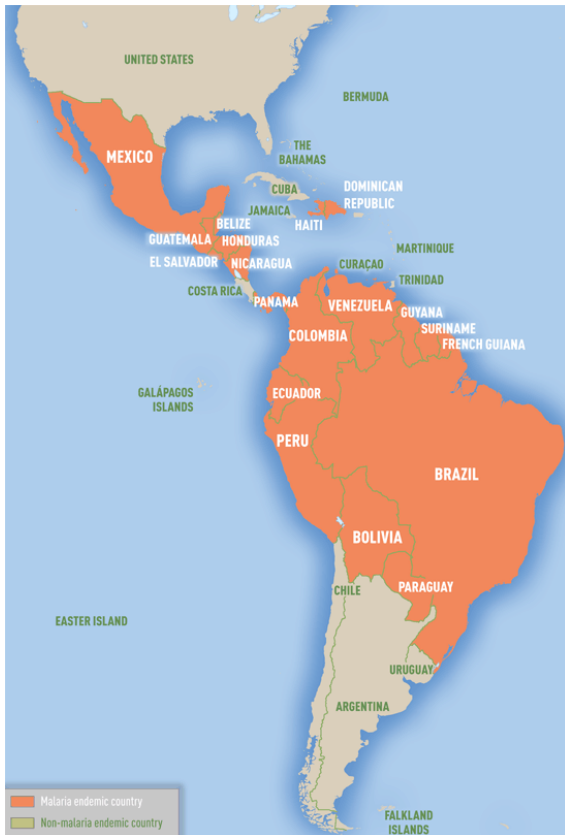 UNITED STATES
BERMUDA
THE
BAHAMAS
MEXICO
CUBA
DOMINICAN
REPUBLIC
JAMAICA
HAITI
BELIZE
GUATEMALA
HONDURAS
MARTINIQUE
EL SALVADOR
NICARAGUA
CURAÇAO
TRINIDAD
COSTA RICA
PANAMA
VENEZUELA
GUYANA
SURINAME
FRENCH GUIANA
COLOMBIA
GALÁPAGOS
ISLANDS
ECUADOR
PERU
BRAZIL
BOLIVIA
PARAGUAY
CHILE
EASTER ISLAND
URUGUAY
ARGENTINA
Malaria endemic country
Non-malaria endemic country
FALKLAND
ISLANDS